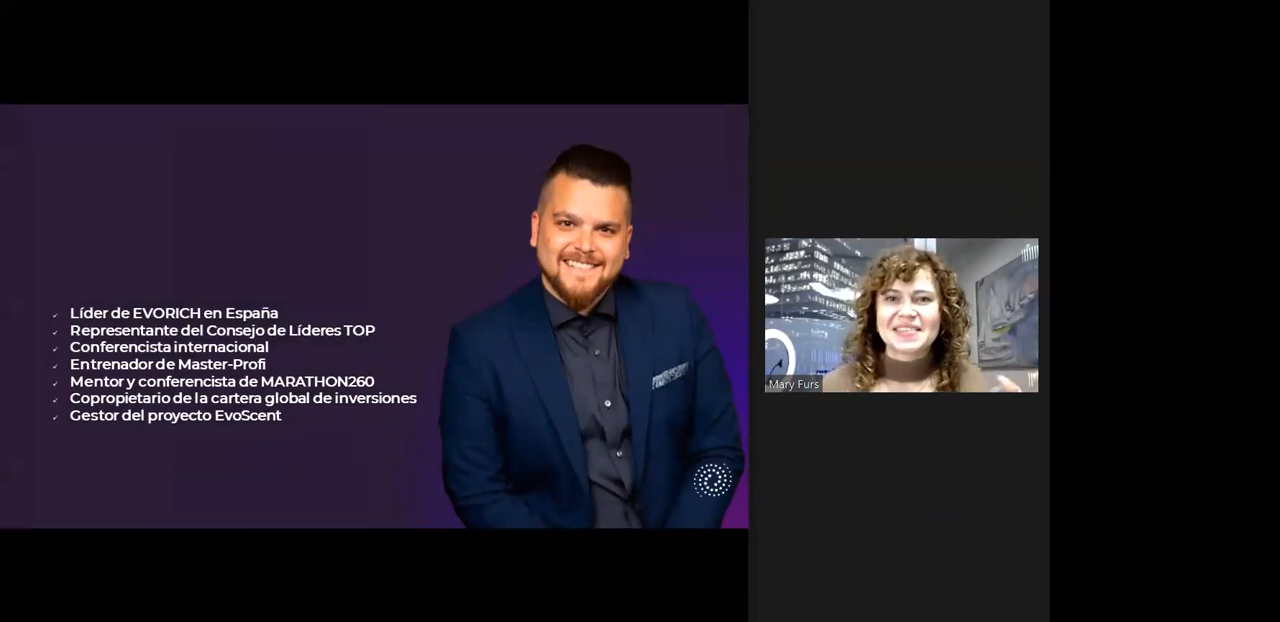 Líder de EVORICH en España
Representante del Consejo de Líderes TOP
Conferencista internacional
Entrenador de Master-Profi
Mentor y conferencista de MARATHON260
Copropietario de la cartera global de inversiones
Gestor del proyecto EvoScent
Mary Furs